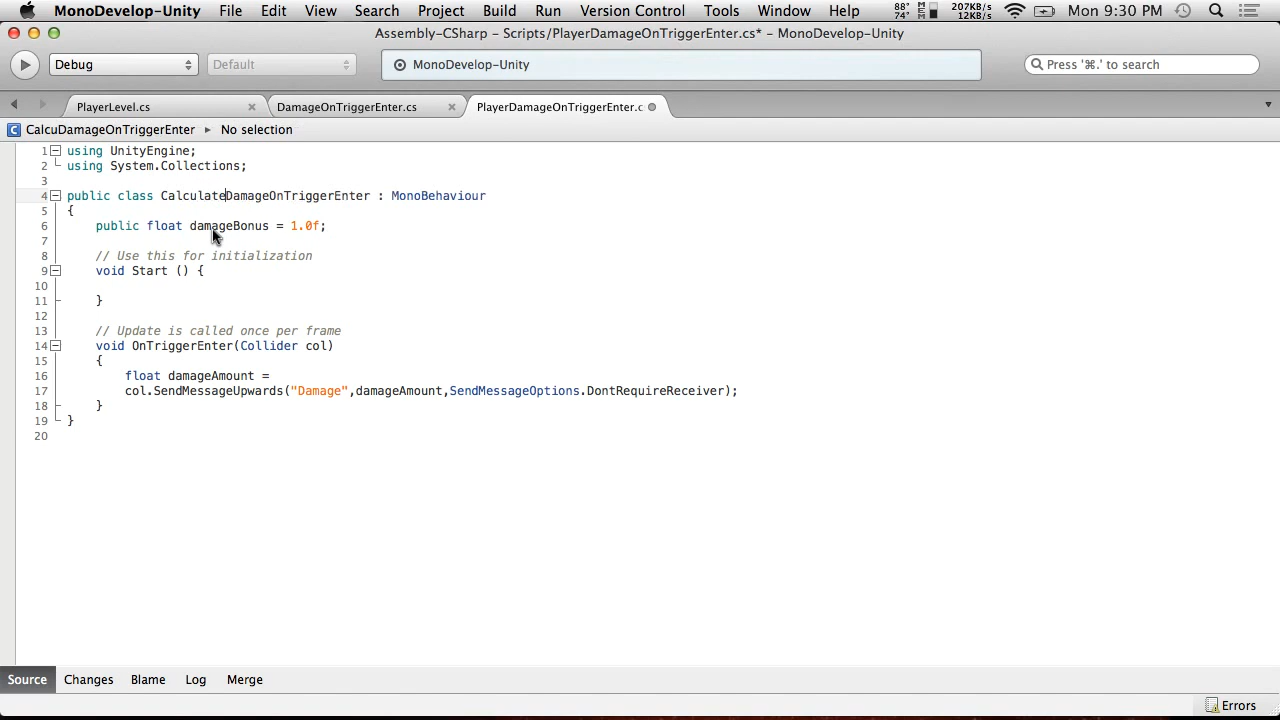 MonoDevelop-Unity File Edit View Search Project Build Run Version Control Tools Window Help 88° 74° 207KB/s 12KB/s Mon 9:30 PM
Assembly-CSharp – Scripts/PlayerDamageOnTriggerEnter.cs* – MonoDevelop-Unity
Debug Default MonoDevelop-Unity Press '⌘.' to search
PlayerLevel.cs DamageOnTriggerEnter.cs PlayerDamageOnTriggerEnter.c
C CalcuDamageOnTriggerEnter ▸ No selection
1 using UnityEngine;
2 using System.Collections;
3
4 public class CalculateDamageOnTriggerEnter : MonoBehaviour
5 {
6 public float damageBonus = 1.0f;
7
8 // Use this for initialization
9 void Start () {
10
11 }
12
13 // Update is called once per frame
14 void OnTriggerEnter(Collider col)
15 {
16 float damageAmount =
17 col.SendMessageUpwards("Damage",damageAmount,SendMessageOptions.DontRequireReceiver);
18 }
19 }
20
Source Changes Blame Log Merge
Errors